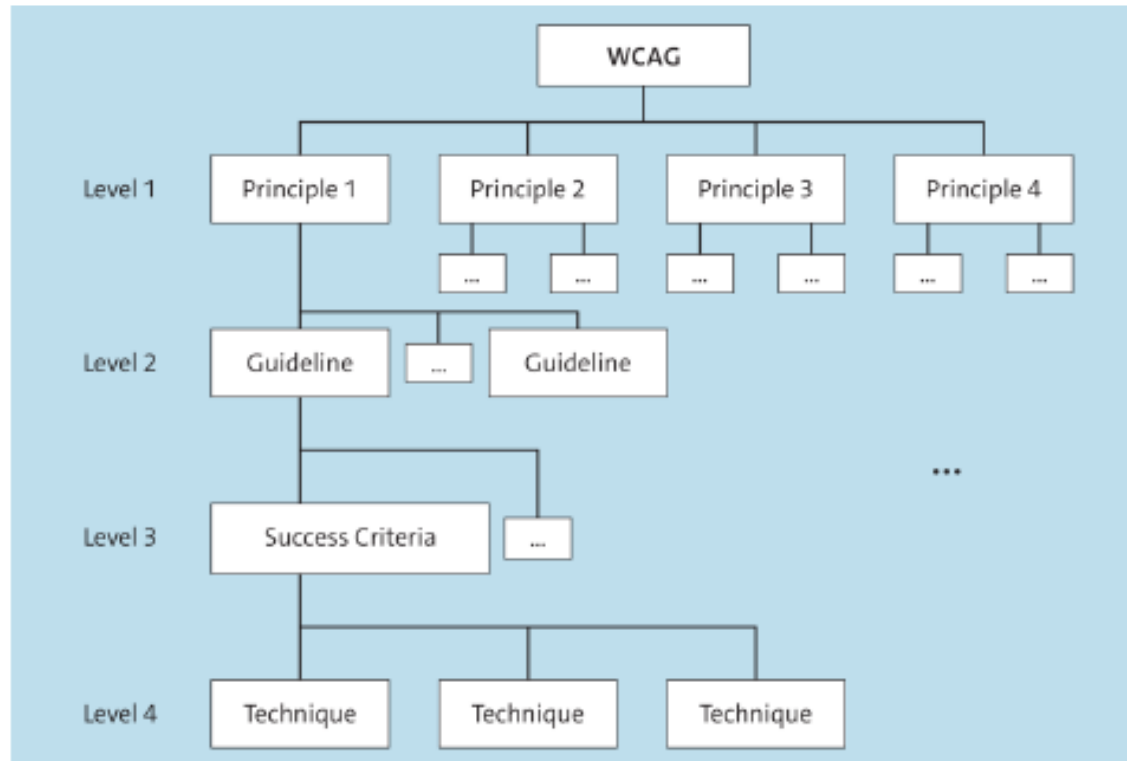 WCAG
Level 1
Principle 1
Principle 2
Principle 3
Principle 4
...
...
...
...
...
...
Level 2
Guideline
...
Guideline
...
Level 3
Success Criteria
...
Level 4
Technique
Technique
Technique